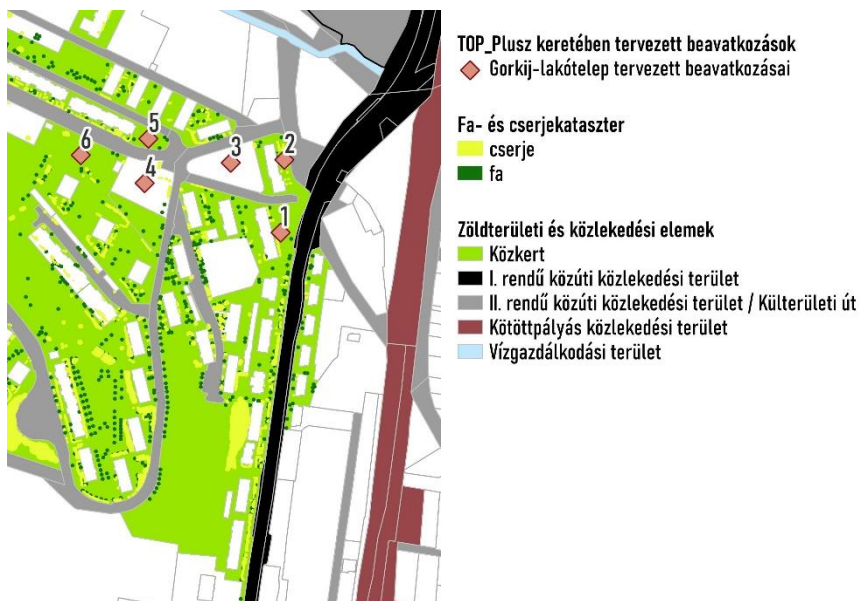 5
6
2
3
4
1
TOP_Plusz keretében tervezett beavatkozások
Gorkij-lakótelep tervezett beavatkozásai
Fa- és cserjekataszter
cserje
fa
Zöldterületi és közlekedési elemek
Közkert
I. rendű közúti közlekedési terület
II. rendű közúti közlekedési terület / Külterületi út
Kötöttpályás közlekedési terület
Vízgazdálkodási terület